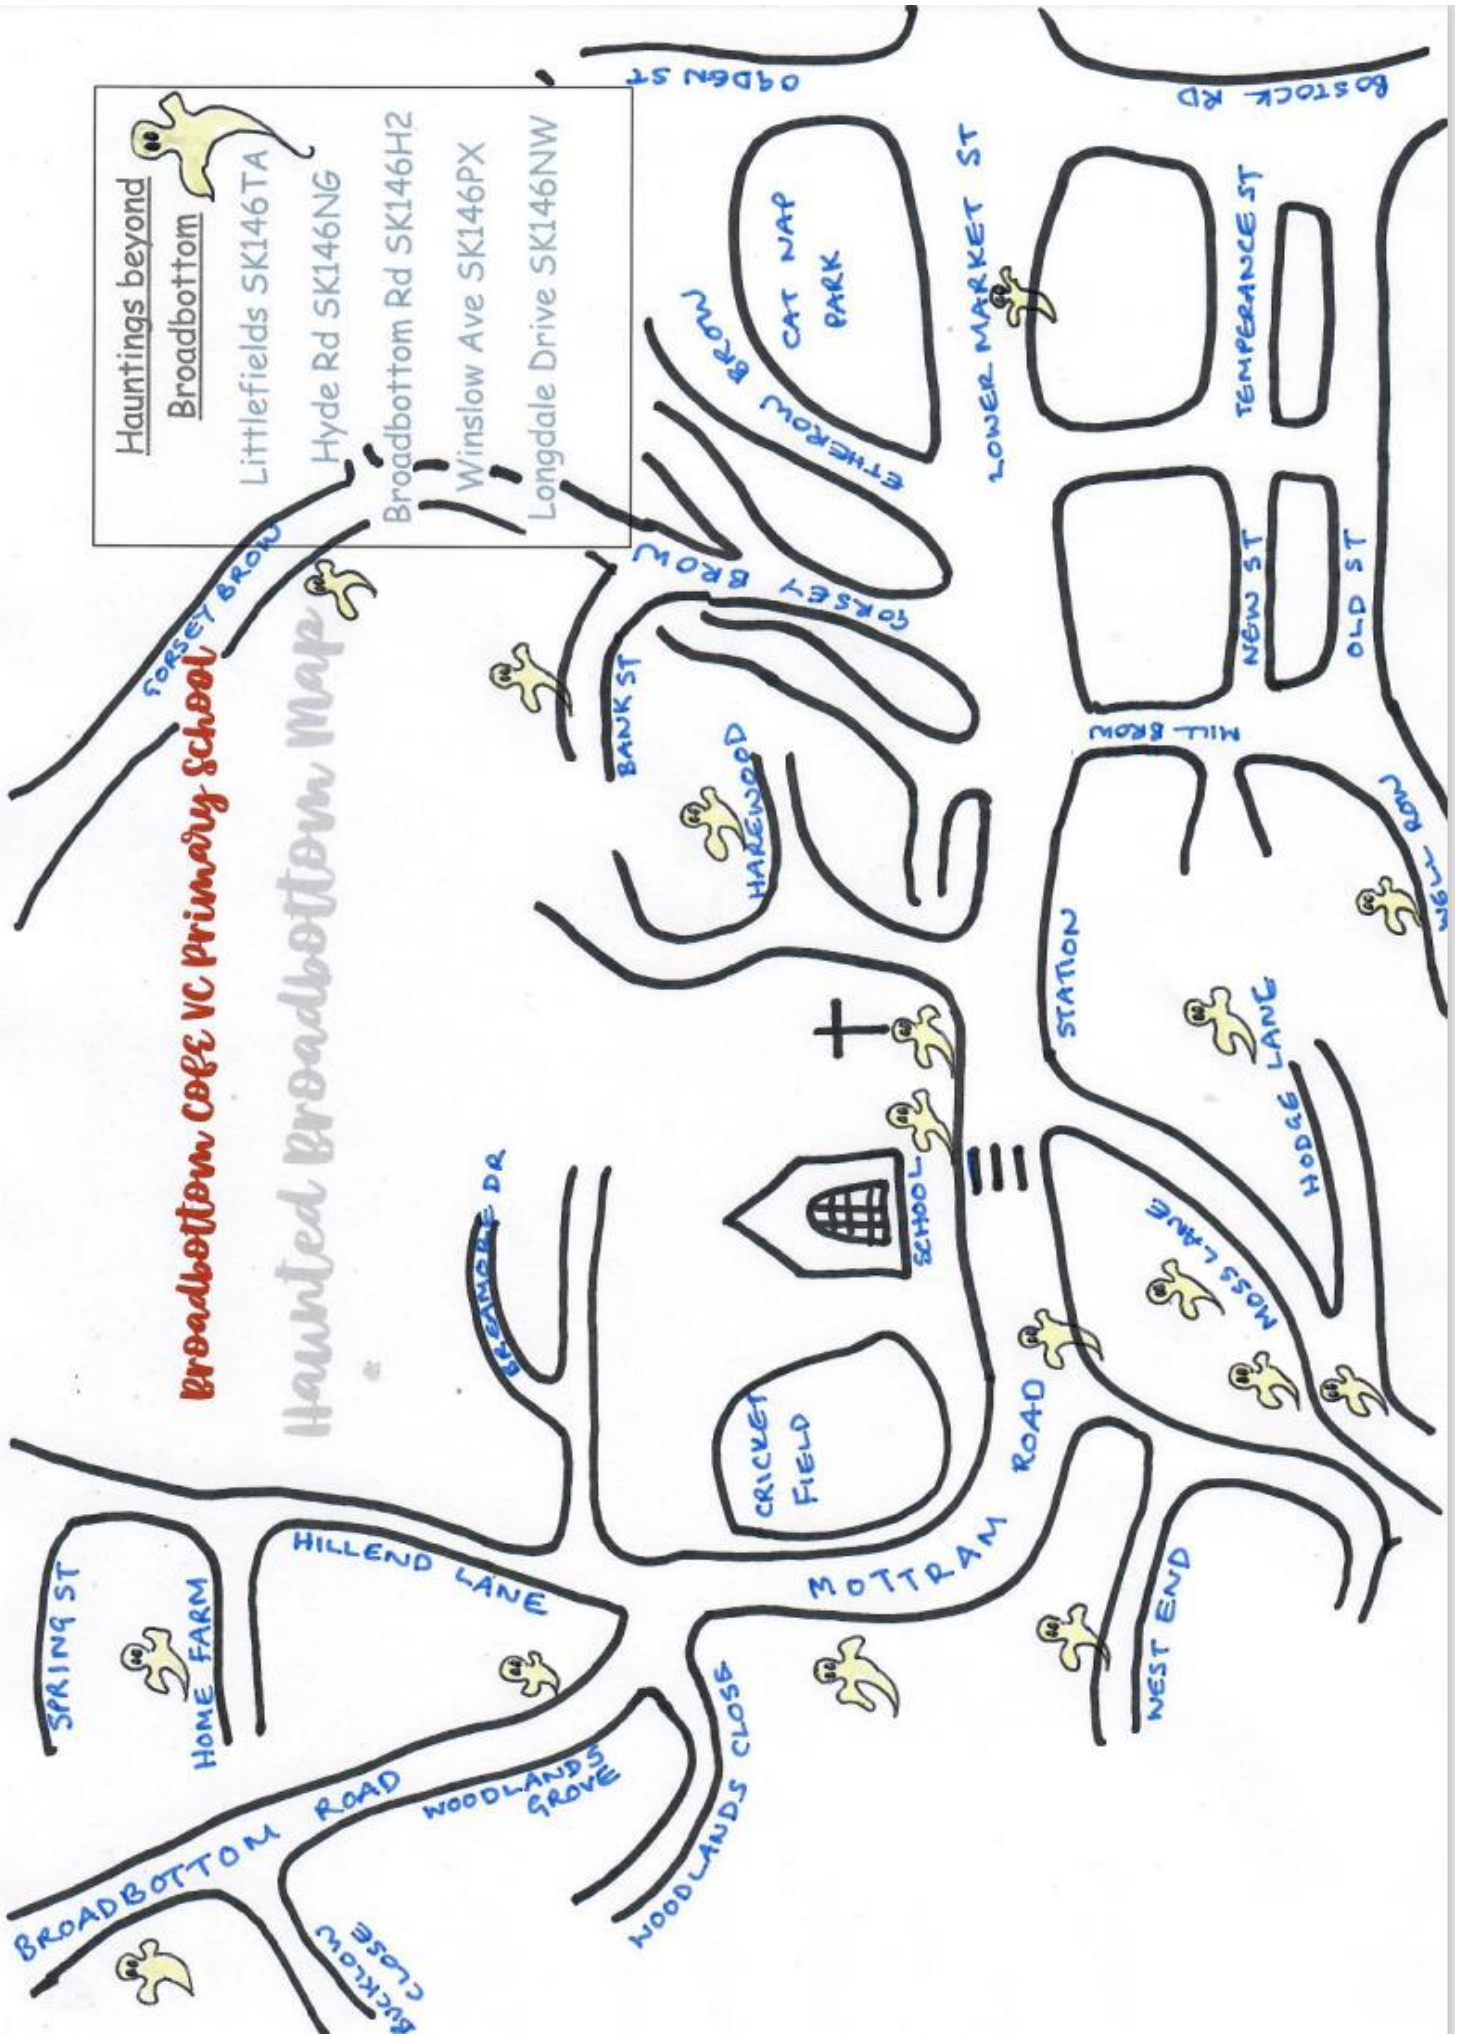 Broadbottom CofE VC Primary School
Haunted Broadbottom Map
Hauntings beyond
Broadbottom
Littlefields SK146TA
Hyde Rd SK146NG
Broadbottom Rd SK146H2
Winslow Ave SK146PX
Longdale Drive SK146NW
SPRING ST
HOME FARM
HILLEND LANE
BROADBOTTOM ROAD
BUCKLOW
CLOSE
WOODLANDS
GROVE
WOODLANDS CLOSE
BREAMORE DR
GORSEY BROW
BANK ST
HAREWOOD
GORSEY BROW
ETHEROW BROW
OGDEN ST
CAT NAP
PARK
LOWER MARKET ST
CRICKET
FIELD
SCHOOL
MOTTRAM ROAD
STATION
MILL BROW
NEW ST
TEMPERANCE ST
OLD ST
BOSTOCK RD
WELL ROW
HODGE LANE
MOSS LANE
WEST END